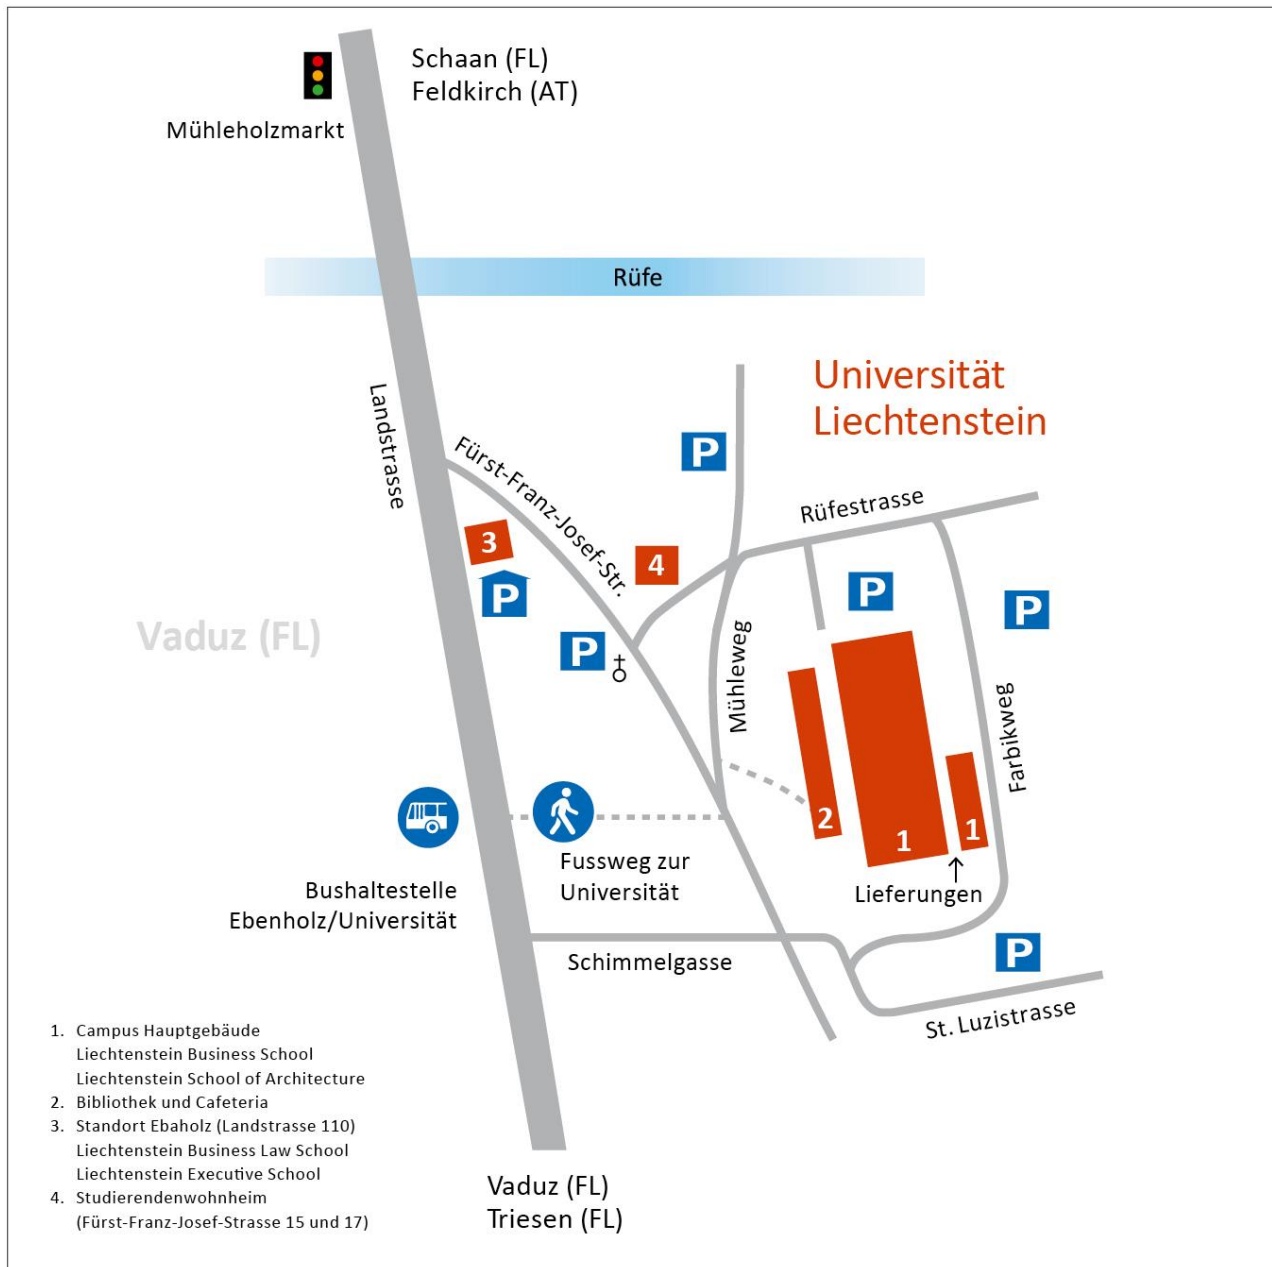 Schaan (FL)
Feldkirch (AT)
Mühleholzmarkt
Rüfe
Universität
Liechtenstein
Landstrasse
Fürst-Franz-Josef-Str.
P
Rüfestrasse
3
4
P
P
P
P
Vaduz (FL)
Mühleweg
Farbikweg
2
1
1
Fussweg zur
Universität
Lieferungen
Bushaltestelle
Ebenholz/Universität
Schimmelgasse
P
St. Luzistrasse
1. Campus Hauptgebäude
Liechtenstein Business School
Liechtenstein School of Architecture
2. Bibliothek und Cafeteria
3. Standort Ebaholz (Landstrasse 110)
Liechtenstein Business Law School
Liechtenstein Executive School
4. Studierendenwohnheim
(Fürst-Franz-Josef-Strasse 15 und 17)
Vaduz (FL)
Triesen (FL)